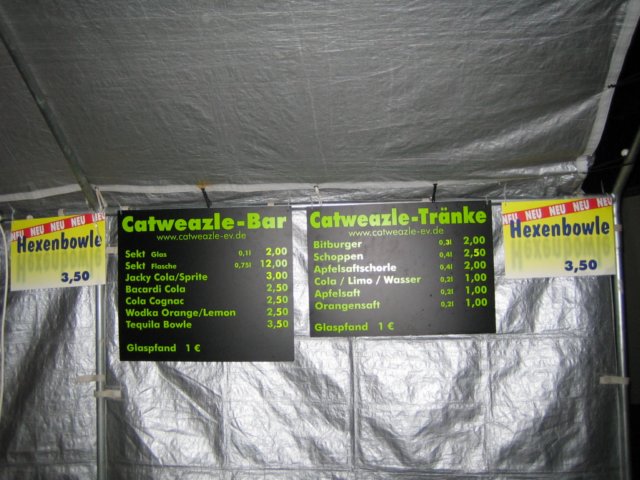 NEU NEU NEU NEU NEU
Hexenbowle
3,50
Catweazle-Bar
www.catweazle-ev.de
Sekt Glas 0,1l 2,00
Sekt Flasche 0,75l 12,00
Jacky Cola/Sprite 3,00
Bacardi Cola 2,50
Cola Cognac 2,50
Wodka Orange/Lemon 2,50
Tequila Bowle 3,50
Glaspfand 1 €
Catweazle-Tränke
www.catweazle-ev.de
Bitburger 0,3l 2,00
Schoppen 0,4l 2,50
Apfelsaftschorle 0,4l 2,00
Cola / Limo / Wasser 0,2l 1,00
Apfelsaft 0,2l 1,00
Orangensaft 0,2l 1,00
Glaspfand 1 €
NEU NEU NEU NEU NEU
Hexenbowle
3,50